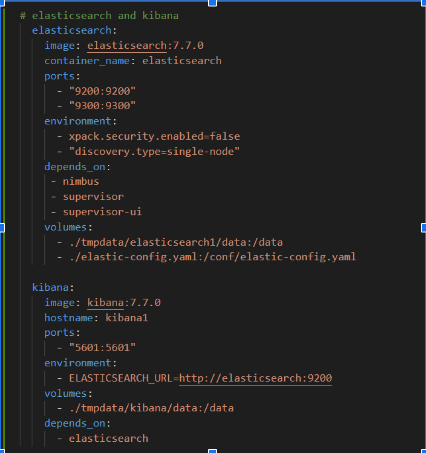 # elasticsearch and kibana
elasticsearch:
image: elasticsearch:7.7.0
container_name: elasticsearch
ports:
- "9200:9200"
- "9300:9300"
environment:
- xpack.security.enabled=false
- "discovery.type=single-node"
depends_on:
- nimbus
- supervisor
- supervisor-ui
volumes:
- ./tmpdata/elasticsearch1/data:/data
- ./elastic-config.yaml:/conf/elastic-config.yaml
kibana:
image: kibana:7.7.0
hostname: kibana1
ports:
- "5601:5601"
environment:
- ELASTICSEARCH_URL=http://elasticsearch:9200
volumes:
- ./tmpdata/kibana/data:/data
depends_on:
- elasticsearch